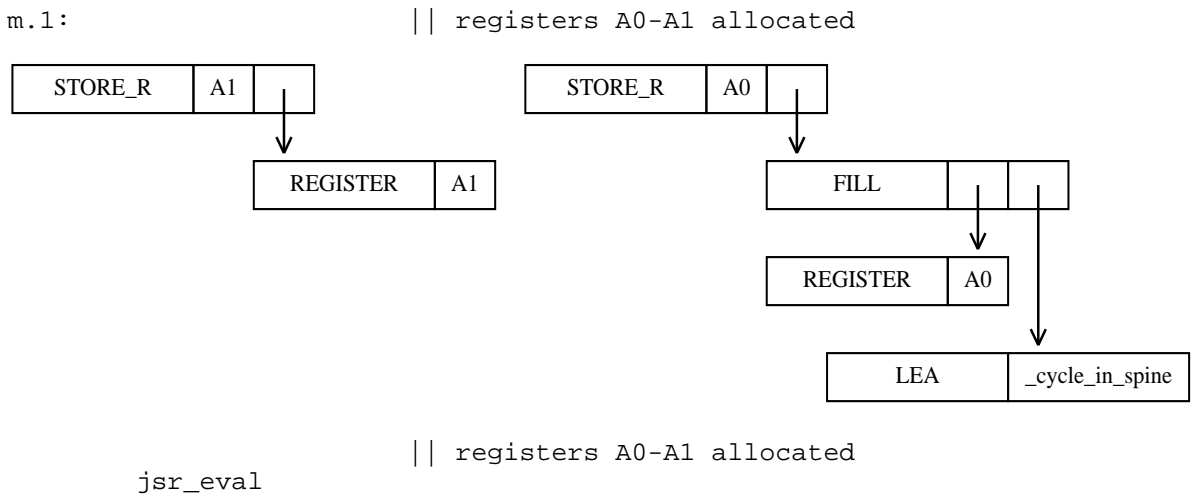 m.1: || registers A0-A1 allocated
STORE_R A1 STORE_R A0
REGISTER A1 FILL
REGISTER A0
LEA _cycle_in_spine
|| registers A0-A1 allocated
jsr_eval